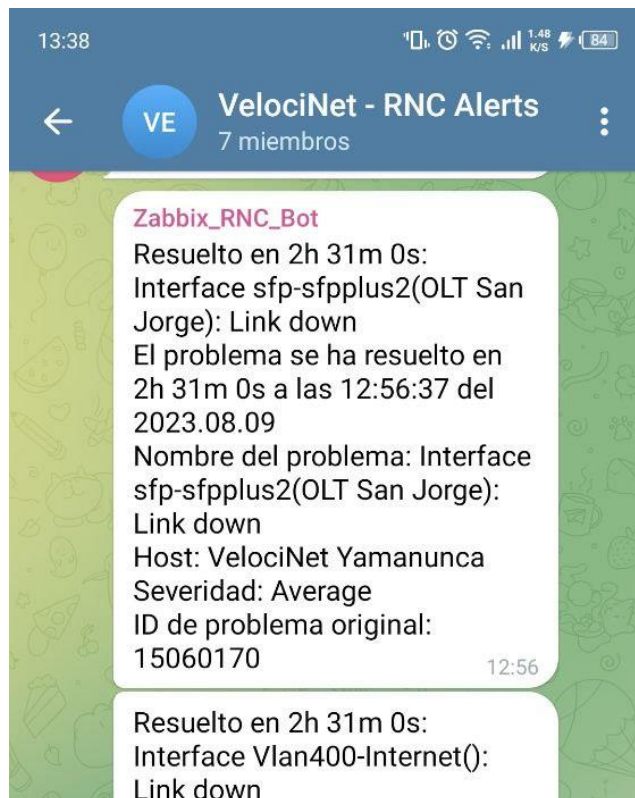 13:38
1.48 K/S 84
VE
VelociNet - RNC Alerts
7 miembros
Zabbix_RNC_Bot
Resuelto en 2h 31m 0s:
Interface sfp-sfpplus2(OLT San
Jorge): Link down
El problema se ha resuelto en
2h 31m 0s a las 12:56:37 del
2023.08.09
Nombre del problema: Interface
sfp-sfpplus2(OLT San Jorge):
Link down
Host: VelociNet Yamanunca
Severidad: Average
ID de problema original:
15060170
12:56
Resuelto en 2h 31m 0s:
Interface Vlan400-Internet():
Link down